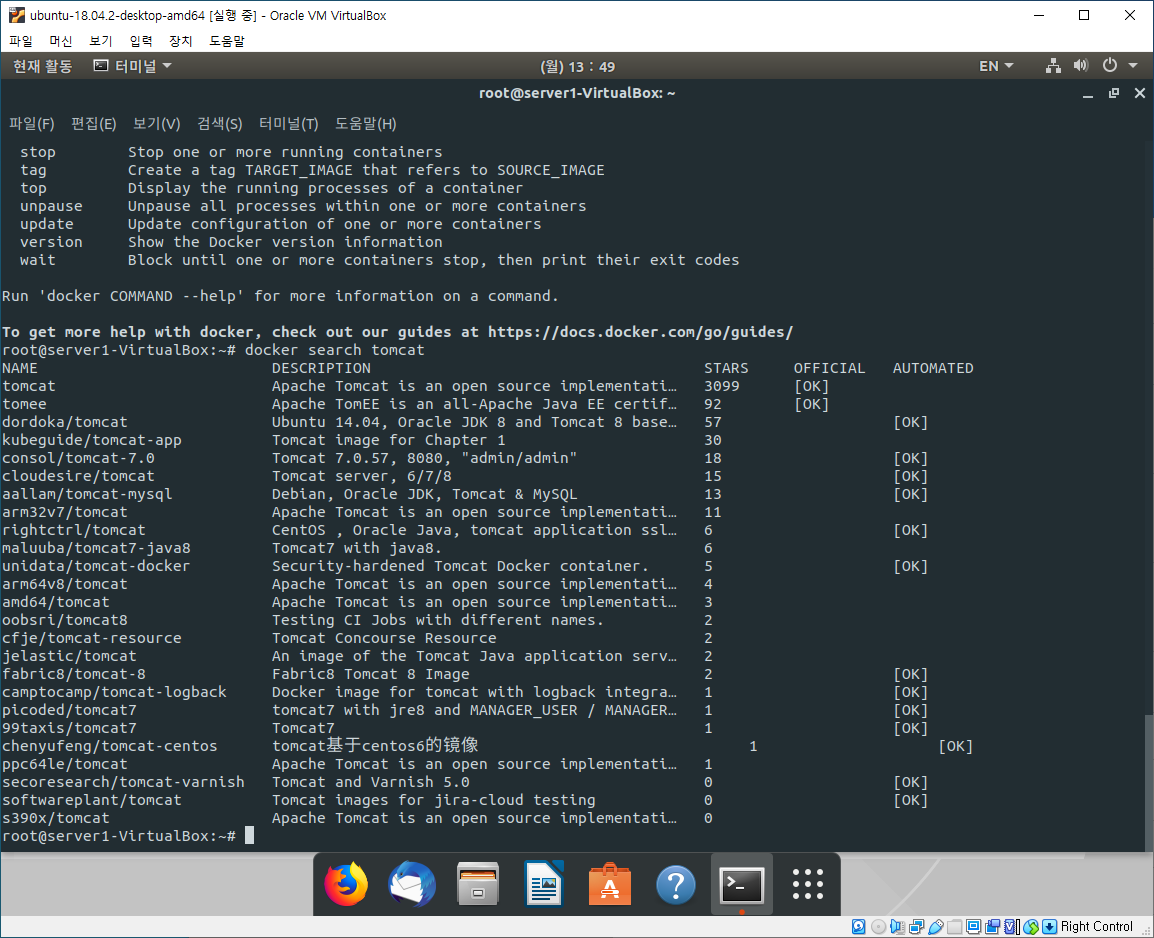 ubuntu-18.04.2-desktop-amd64 [실행 중] - Oracle VM VirtualBox
파일 머신 보기 입력 장치 도움말
현재 활동 터미널 (월) 13 : 49 EN
root@server1-VirtualBox: ~
파일(F) 편집(E) 보기(V) 검색(S) 터미널(T) 도움말(H)
stop Stop one or more running containers
tag Create a tag TARGET_IMAGE that refers to SOURCE_IMAGE
top Display the running processes of a container
unpause Unpause all processes within one or more containers
update Update configuration of one or more containers
version Show the Docker version information
wait Block until one or more containers stop, then print their exit codes
Run 'docker COMMAND --help' for more information on a command.
To get more help with docker, check out our guides at https://docs.docker.com/go/guides/
root@server1-VirtualBox:~# docker search tomcat
NAME DESCRIPTION STARS OFFICIAL AUTOMATED
tomcat Apache Tomcat is an open source implementati… 3099 [OK]
tomee Apache TomEE is an all-Apache Java EE certif… 92 [OK]
dordoka/tomcat Ubuntu 14.04, Oracle JDK 8 and Tomcat 8 base… 57 [OK]
kubeguide/tomcat-app Tomcat image for Chapter 1 30
consol/tomcat-7.0 Tomcat 7.0.57, 8080, "admin/admin" 18 [OK]
cloudesire/tomcat Tomcat server, 6/7/8 15 [OK]
aallam/tomcat-mysql Debian, Oracle JDK, Tomcat & MySQL 13 [OK]
arm32v7/tomcat Apache Tomcat is an open source implementati… 11
rightctrl/tomcat CentOS , Oracle Java, tomcat application ssl… 6 [OK]
maluuba/tomcat7-java8 Tomcat7 with java8. 6
unidata/tomcat-docker Security-hardened Tomcat Docker container. 5 [OK]
arm64v8/tomcat Apache Tomcat is an open source implementati… 4
amd64/tomcat Apache Tomcat is an open source implementati… 3
oobsri/tomcat8 Testing CI Jobs with different names. 2
cfje/tomcat-resource Tomcat Concourse Resource 2
jelastic/tomcat An image of the Tomcat Java application serv… 2
fabric8/tomcat-8 Fabric8 Tomcat 8 Image 2 [OK]
camptocamp/tomcat-logback Docker image for tomcat with logback integra… 1 [OK]
picoded/tomcat7 tomcat7 with jre8 and MANAGER_USER / MANAGER… 1 [OK]
99taxis/tomcat7 Tomcat7 1 [OK]
chenyufeng/tomcat-centos tomcat基于centos6的镜像 1 [OK]
ppc64le/tomcat Apache Tomcat is an open source implementati… 1
secoresearch/tomcat-varnish Tomcat and Varnish 5.0 0 [OK]
softwareplant/tomcat Tomcat images for jira-cloud testing 0 [OK]
s390x/tomcat Apache Tomcat is an open source implementati… 0
root@server1-VirtualBox:~#
Right Control